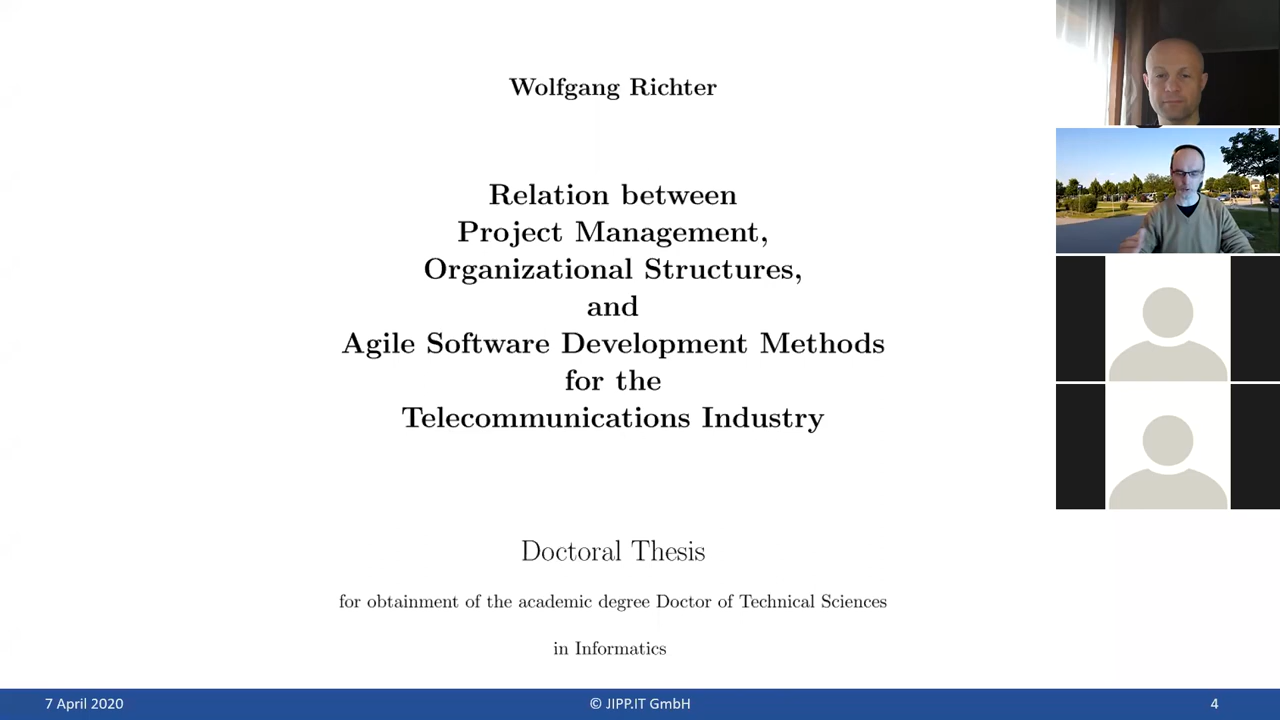 Wolfgang Richter
Relation between
Project Management,
Organizational Structures,
and
Agile Software Development Methods
for the
Telecommunications Industry
Doctoral Thesis
for obtainment of the academic degree Doctor of Technical Sciences
in Informatics
7 April 2020
© JIPP.IT GmbH
4